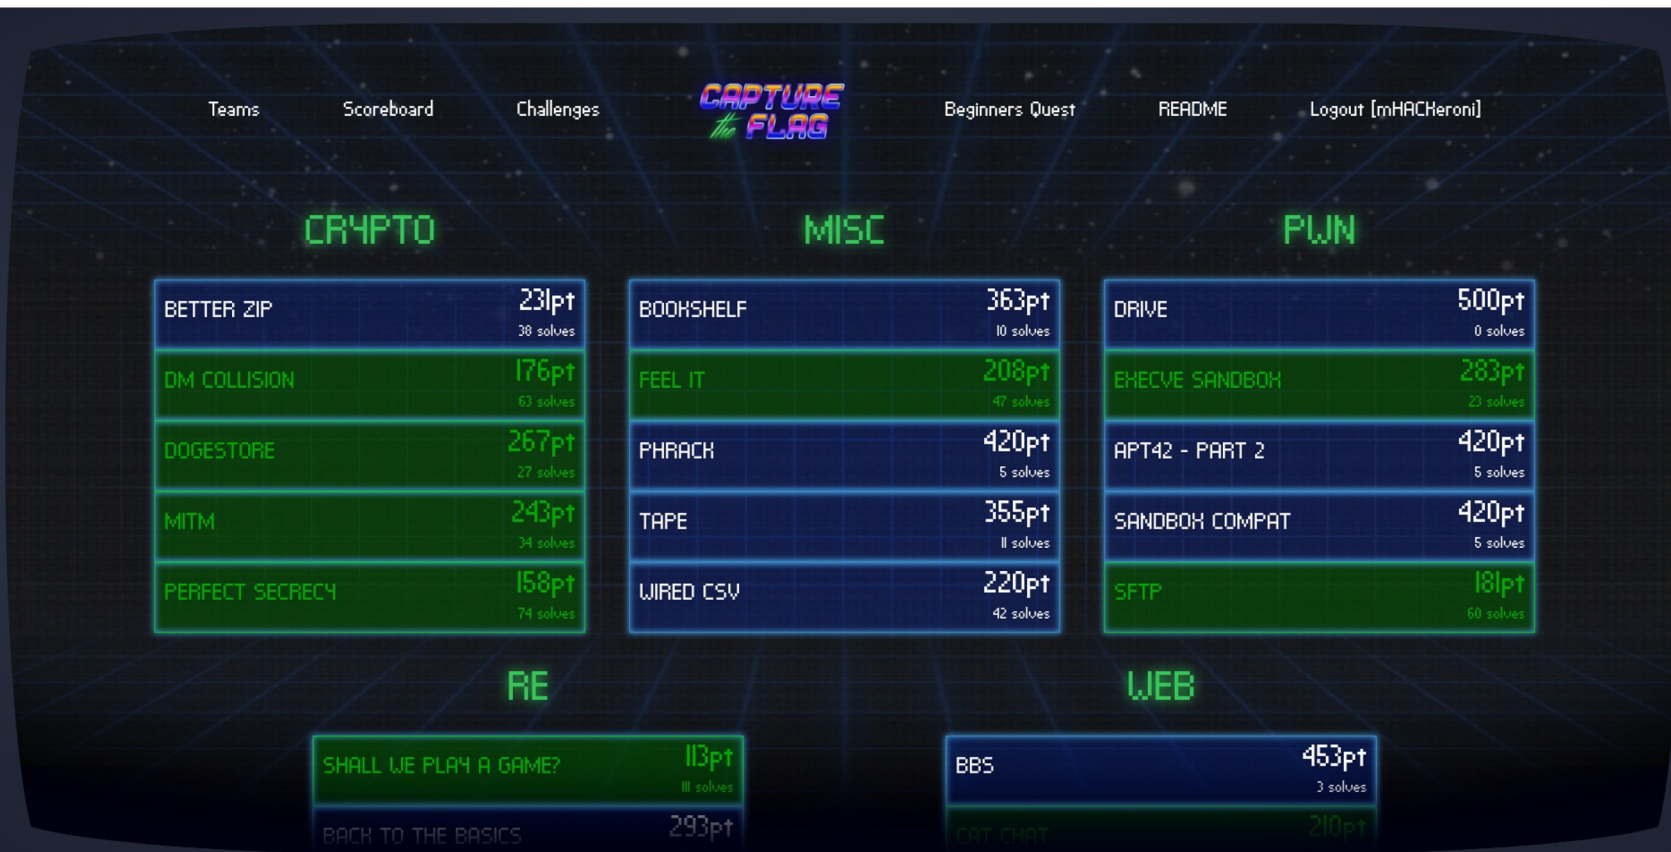 Teams Scoreboard Challenges CAPTURE the FLAG Beginners Quest README Logout [mHACKeroni]
CRYPTO
BETTER ZIP 231pt
38 solves
DM COLLISION 176pt
63 solves
DOGESTORE 267pt
27 solves
MITM 243pt
34 solves
PERFECT SECRECY 158pt
74 solves
MISC
BOOKSHELF 363pt
10 solves
FEEL IT 208pt
47 solves
PHRACK 420pt
5 solves
TAPE 355pt
11 solves
WIRED CSV 220pt
42 solves
PWN
DRIVE 500pt
0 solves
EXECVE SANDBOX 283pt
23 solves
APT42 - PART 2 420pt
5 solves
SANDBOX COMPAT 420pt
5 solves
SFTP 181pt
60 solves
RE
SHALL WE PLAY A GAME? 113pt
111 solves
BACK TO THE BASICS 293pt
WEB
BBS 453pt
3 solves
CAT CHAT 210pt